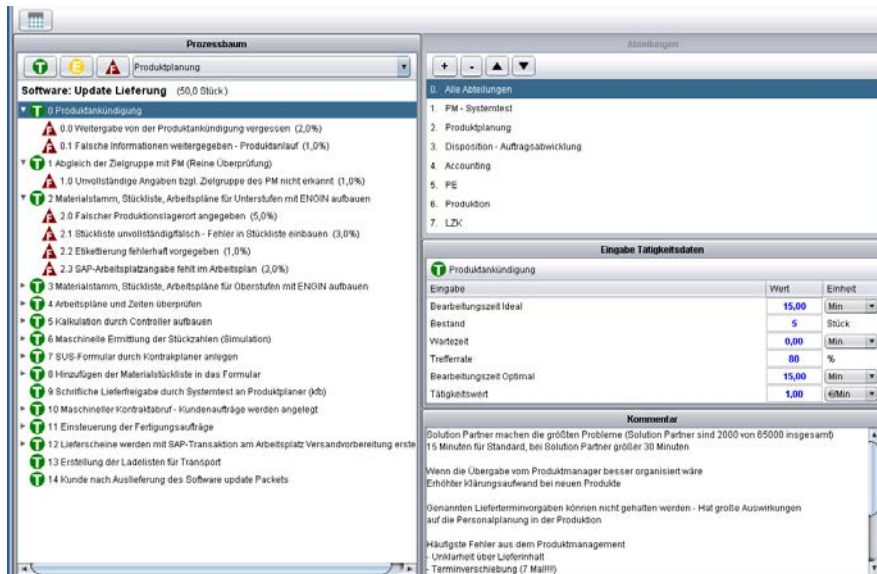 Prozessbaum
T
E
F
Produktplanung
Software: Update Lieferung (50,0 Stück)
T 0 Produktankündigung
F 0.0 Weitergabe von der Produktankündigung vergessen (2,0%)
F 0.1 Falsche Informationen weitergegeben - Produktanlauf (1,0%)
T 1 Abgleich der Zielgruppe mit PM (Reine Überprüfung)
F 1.0 Unvollständige Angaben bzgl. Zielgruppe des PM nicht erkannt (1,0%)
T 2 Materialstamm, Stückliste, Arbeitspläne für Unterstufen mit ENGIN aufbauen
F 2.0 Falscher Produktionslagerort angegeben (5,0%)
F 2.1 Stückliste unvollständig/falsch - Fehler in Stückliste einbauen (3,0%)
F 2.2 Etikettierung fehlerhaft vorgegeben (1,0%)
F 2.3 SAP-Arbeitsplatzangabe fehlt im Arbeitsplan (3,0%)
T 3 Materialstamm, Stückliste, Arbeitspläne für Oberstufen mit ENGIN aufbauen
T 4 Arbeitspläne und Zeiten überprüfen
T 5 Kalkulation durch Controller aufbauen
T 6 Maschinelle Ermittlung der Stückzahlen (Simulation)
T 7 SUS-Formular durch Kontrakplaner anlegen
T 8 Hinzufügen der Materialstückliste in das Formular
T 9 Schrifliche Lieferfreigabe durch Systemtest an Produktplaner (kfb)
T 10 Maschineller Kontraktabruf - Kundenaufträge werden angelegt
T 11 Einsteuerung der Fertigungsaufträge
T 12 Lieferscheine werden mit SAP-Transaktion am Arbeitsplatz Versandvorbereitung erste
T 13 Erstellung der Ladelisten für Transport
T 14 Kunde nach Auslieferung des Software update Packets
Abteilungen
+ -
0. Alle Abteilungen
1. PM - Systemtest
2. Produktplanung
3. Disposition - Auftragsabwicklung
4. Accounting
5. PE
6. Produktion
7. LZK
Eingabe Tätigkeitsdaten
T Produktankündigung
Eingabe Wert Einheit
Bearbeitungszeit Ideal 15,00 Min
Bestand 5 Stück
Wartezeit 0,00 Min
Trefferrate 80 %
Bearbeitungszeit Optimal 15,00 Min
Tätigkeitswert 1,00 €/Min
Kommentar
Solution Partner machen die größten Probleme (Solution Partner sind 2000 von 65000 insgesamt)
15 Minuten für Standard, bei Solution Partner größer 30 Minuten
Wenn die Übergabe vom Produktmanager besser organisiert wäre
Erhöhter Klärungsaufwand bei neuen Produkte
Genannten Lieferterminvorgaben können nicht gehalten werden - Hat große Auswirkungen
auf die Personalplanung in der Produktion
Häufigste Fehler aus dem Produktmanagement
- Unklarheit über Lieferinhalt
- Terminverschiebung (7 Mal!!!!)